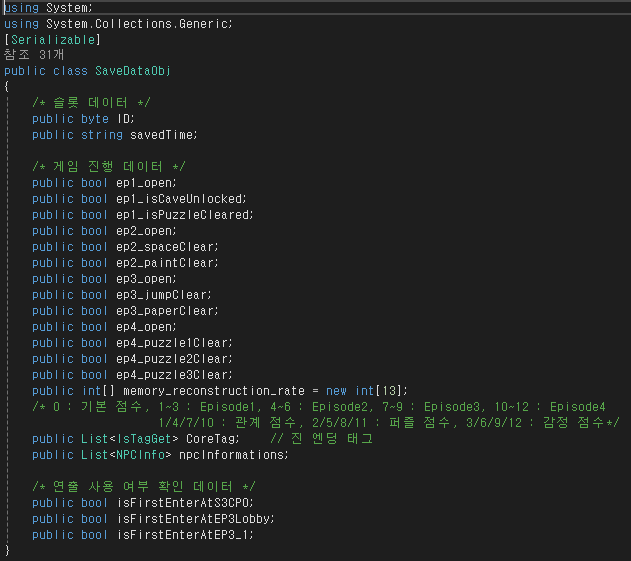 using System;
using System.Collections.Generic;
[Serializable]
참조 31개
public class SaveDataObj
{
/* 슬롯 데이터 */
public byte ID;
public string savedTime;
/* 게임 진행 데이터 */
public bool ep1_open;
public bool ep1_isCaveUnlocked;
public bool ep1_isPuzzleCleared;
public bool ep2_open;
public bool ep2_spaceClear;
public bool ep2_paintClear;
public bool ep3_open;
public bool ep3_jumpClear;
public bool ep3_paperClear;
public bool ep4_open;
public bool ep4_puzzle1Clear;
public bool ep4_puzzle2Clear;
public bool ep4_puzzle3Clear;
public int[] memory_reconstruction_rate = new int[13];
/* 0 : 기본 점수, 1~3 : Episode1, 4~6 : Episode2, 7~9 : Episode3, 10~12 : Episode4
1/4/7/10 : 관계 점수, 2/5/8/11 : 퍼즐 점수, 3/6/9/12 : 감정 점수*/
public List<IsTagGet> CoreTag; // 진 엔딩 태그
public List<NPCInfo> npcInformations;
/* 연출 사용 여부 확인 데이터 */
public bool isFirstEnterAtS3CPO;
public bool isFirstEnterAtEP3Lobby;
public bool isFirstEnterAtEP3_1;
}